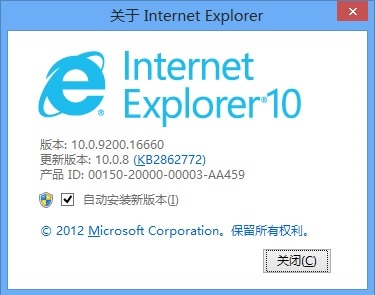 关于 Internet Explorer
Internet
Explorer®10
版本: 10.0.9200.16660
更新版本: 10.0.8 (KB2862772)
产品 ID: 00150-20000-00003-AA459
自动安装新版本(I)
© 2012 Microsoft Corporation。保留所有权利。
关闭(C)